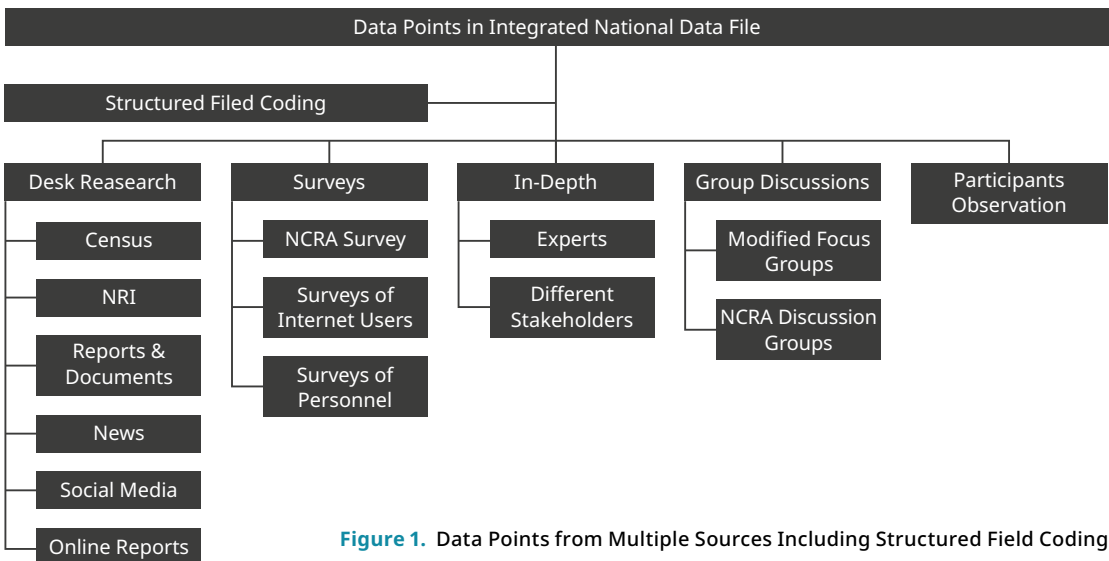 Data Points in Integrated National Data File
Structured Filed Coding
Desk Reasearch
Census
NRI
Reports &
Documents
News
Social Media
Online Reports
Surveys
NCRA Survey
Surveys of
Internet Users
Surveys of
Personnel
In-Depth
Experts
Different
Stakeholders
Group Discussions
Modified Focus
Groups
NCRA Discussion
Groups
Participants
Observation
Figure 1. Data Points from Multiple Sources Including Structured Field Coding